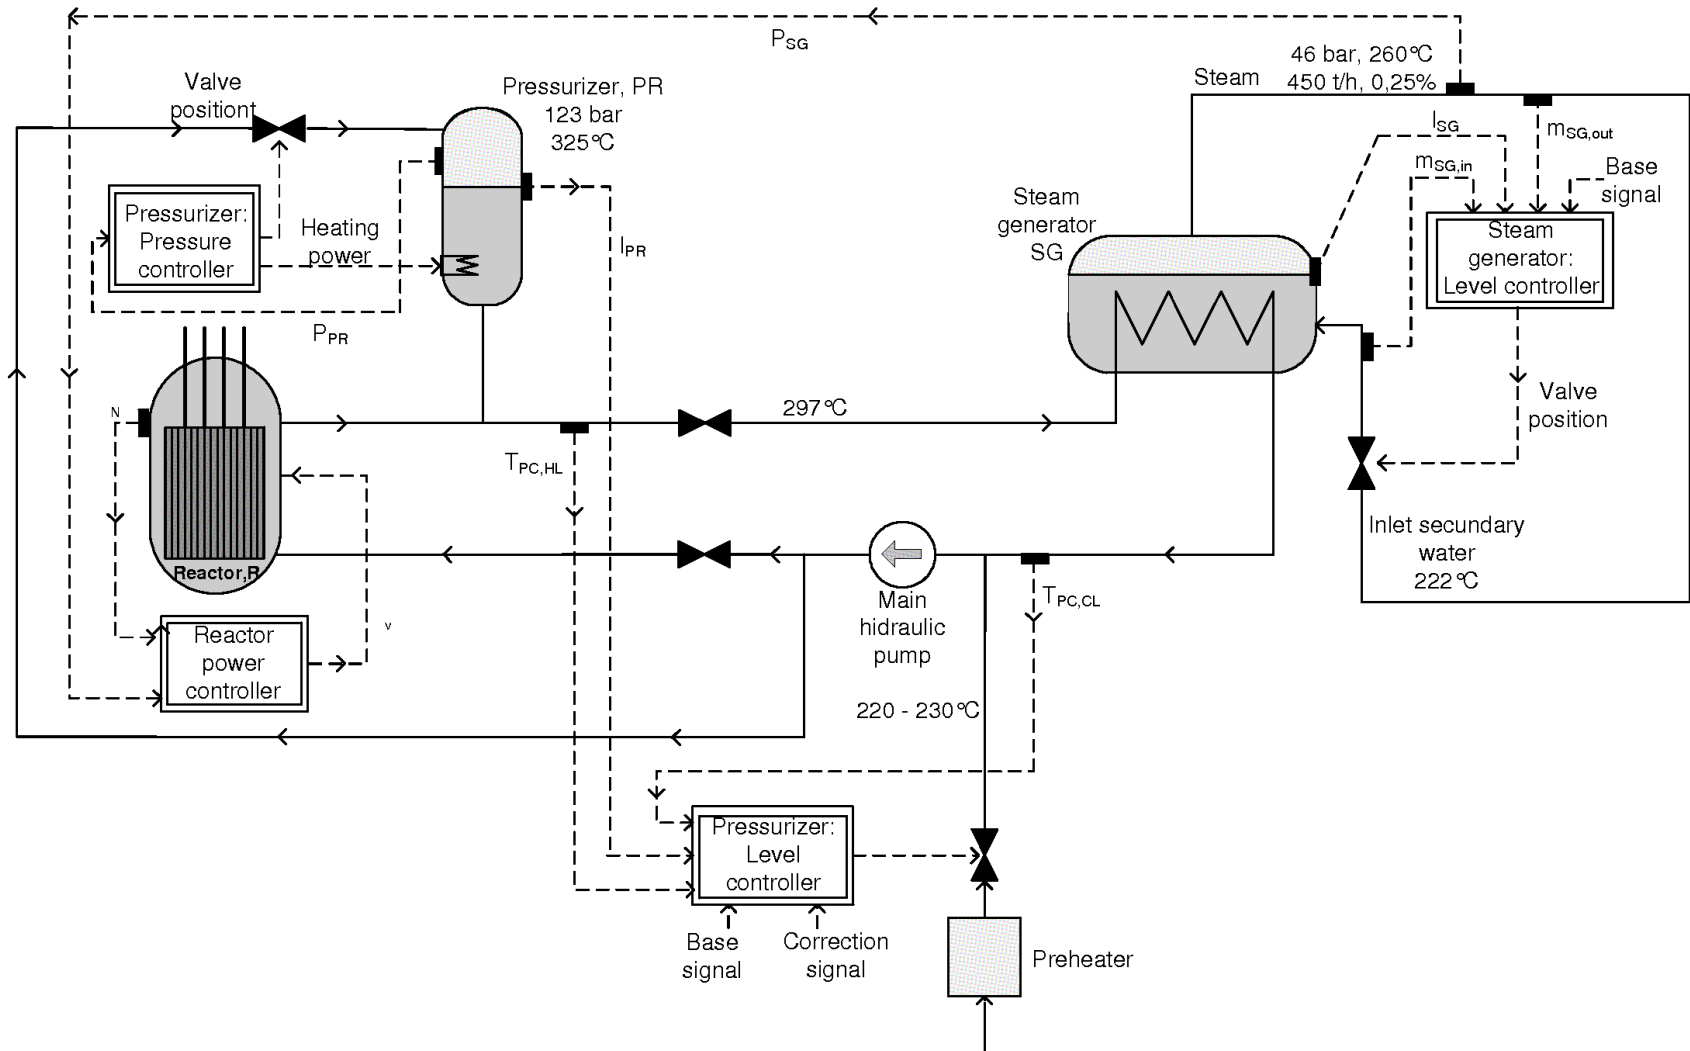 P_SG
Valve
positiont
Pressurizer, PR
123 bar
325°C
Steam
46 bar, 260°C
450 t/h, 0,25%
l_SG
m_SG,out
m_SG,in
Base
signal
Pressurizer:
Pressure
controller
Heating
power
l_PR
P_PR
Steam
generator
SG
Steam
generator:
Level controller
Valve
position
N
297°C
T_PC,HL
Reactor,R
Inlet secundary
water
222°C
Main
hidraulic
pump
T_PC,CL
v
Reactor
power
controller
220 - 230°C
Pressurizer:
Level
controller
Base
signal
Correction
signal
Preheater